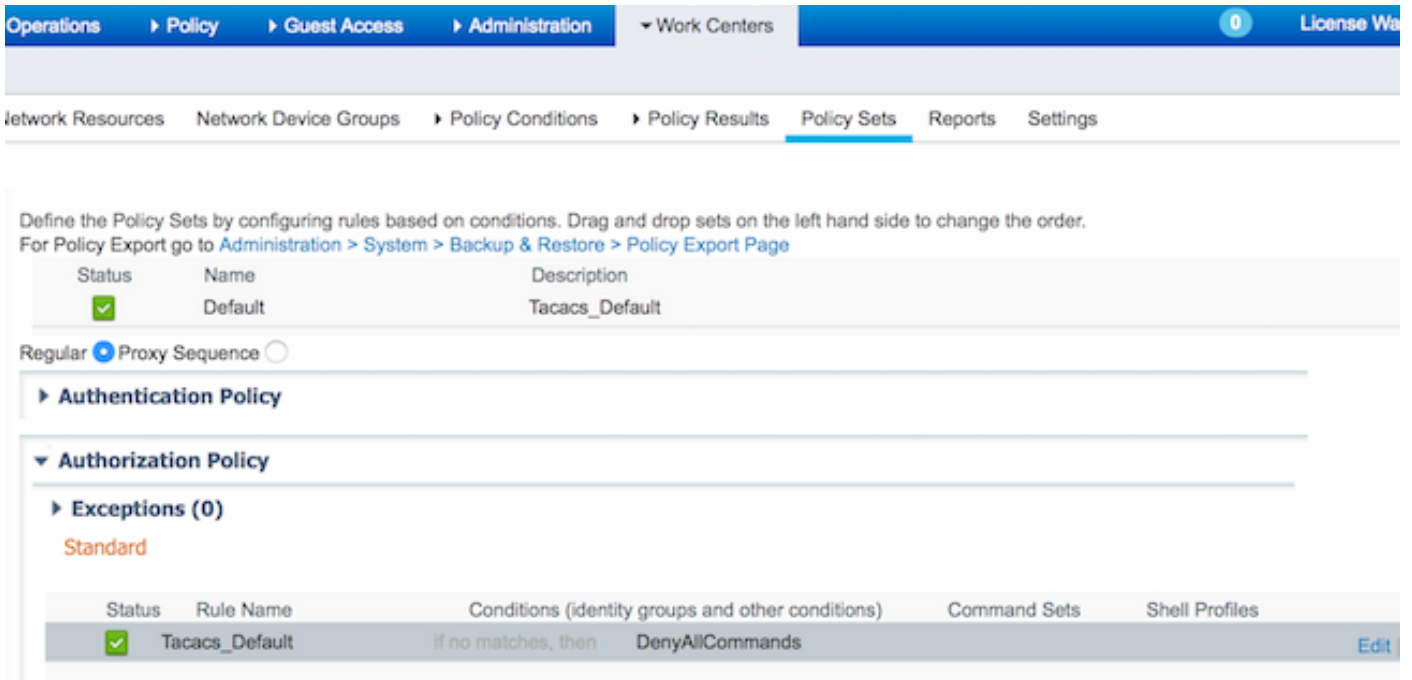 Operations Policy Guest Access Administration Work Centers 0 License Wa
Network Resources Network Device Groups Policy Conditions Policy Results Policy Sets Reports Settings
Define the Policy Sets by configuring rules based on conditions. Drag and drop sets on the left hand side to change the order.
For Policy Export go to Administration > System > Backup & Restore > Policy Export Page
Status Name Description
Default Tacacs_Default
Regular Proxy Sequence
Authentication Policy
Authorization Policy
Exceptions (0)
Standard
Status Rule Name Conditions (identity groups and other conditions) Command Sets Shell Profiles
Tacacs_Default if no matches, then DenyAllCommands Edit |